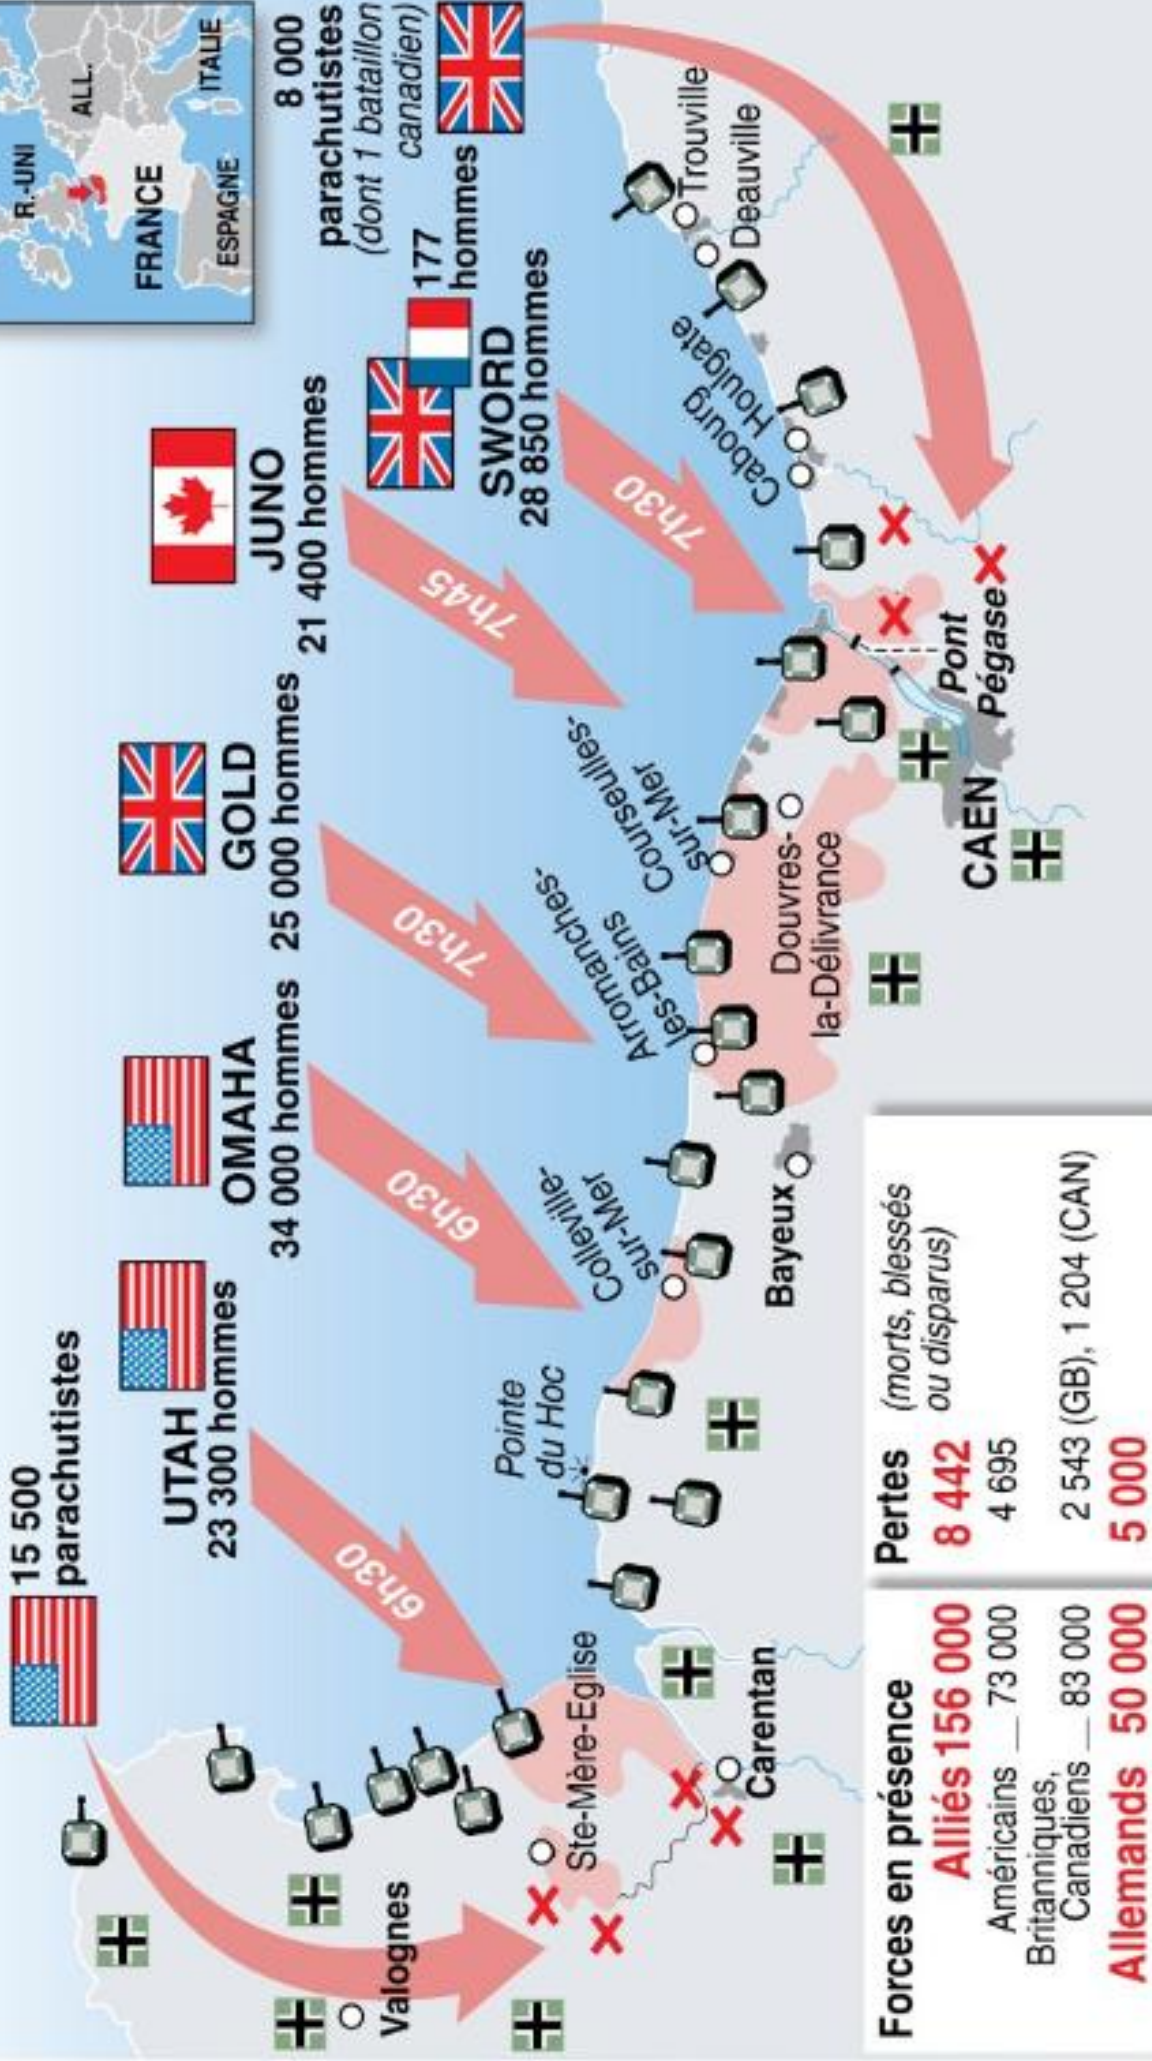 15 500
parachutistes
UTAH
23 300 hommes
OMAHA
34 000 hommes
GOLD
25 000 hommes
JUNO
21 400 hommes
SWORD
28 850 hommes
177
hommes
8 000
parachutistes
(dont 1 bataillon
canadien)
R.-UNI
ALL.
FRANCE
ESPAGNE
ITALIE
6h30
6h30
7h30
7h45
7h30
Valognes
Ste-Mère-Eglise
Carentan
Pointe
du Hoc
Colleville-
sur-Mer
Bayeux
Arromanches-
les-Bains
Courseulles-
sur-Mer
Douvres-
la-Délivrance
CAEN
Pont
Pégase
Cabourg
Houlgate
Deauville
Trouville
Forces en présence
Alliés 156 000
Américains __ 73 000
Britanniques,
Canadiens __ 83 000
Allemands 50 000
Pertes (morts, blessés
ou disparus)
8 442
4 695
2 543 (GB), 1 204 (CAN)
5 000